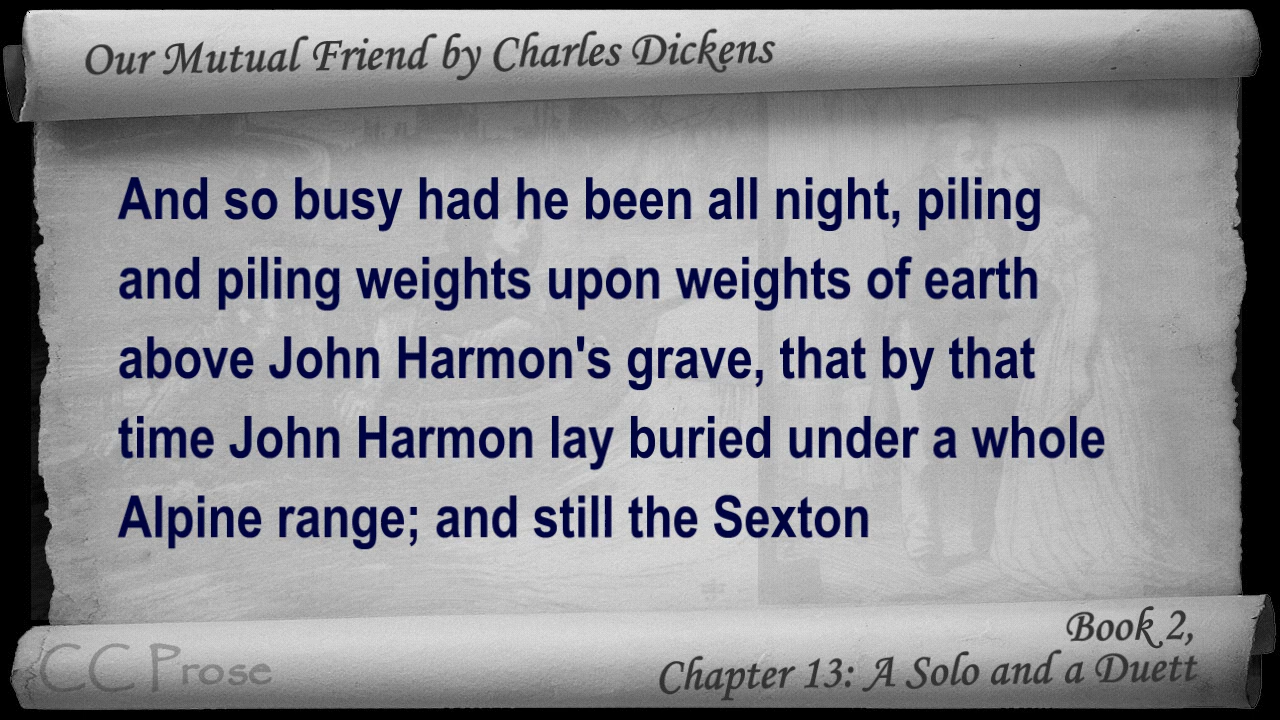 Our Mutual Friend by Charles Dickens
And so busy had he been all night, piling
and piling weights upon weights of earth
above John Harmon's grave, that by that
time John Harmon lay buried under a whole
Alpine range; and still the Sexton
Book 2,
Chapter 13: A Solo and a Duett
CC Prose